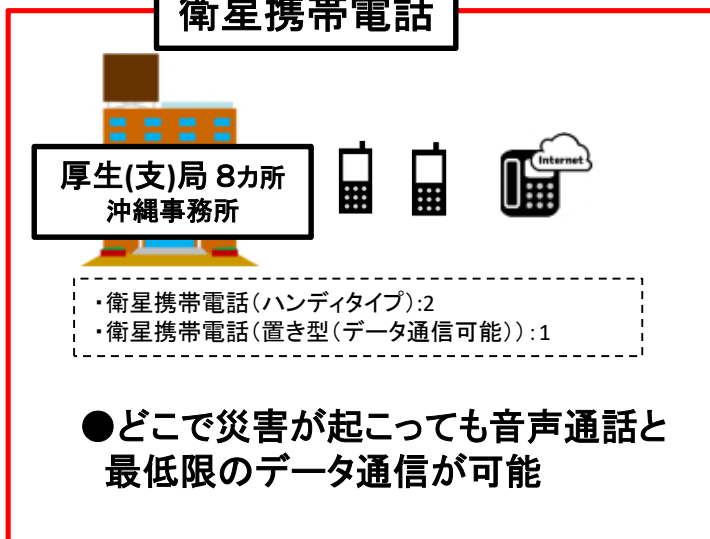 衛星携帯電話
厚生(支)局 8カ所
沖縄事務所
Internet
・衛星携帯電話(ハンディタイプ):2
・衛星携帯電話(置き型(データ通信可能)):1
●どこで災害が起こっても音声通話と
最低限のデータ通信が可能